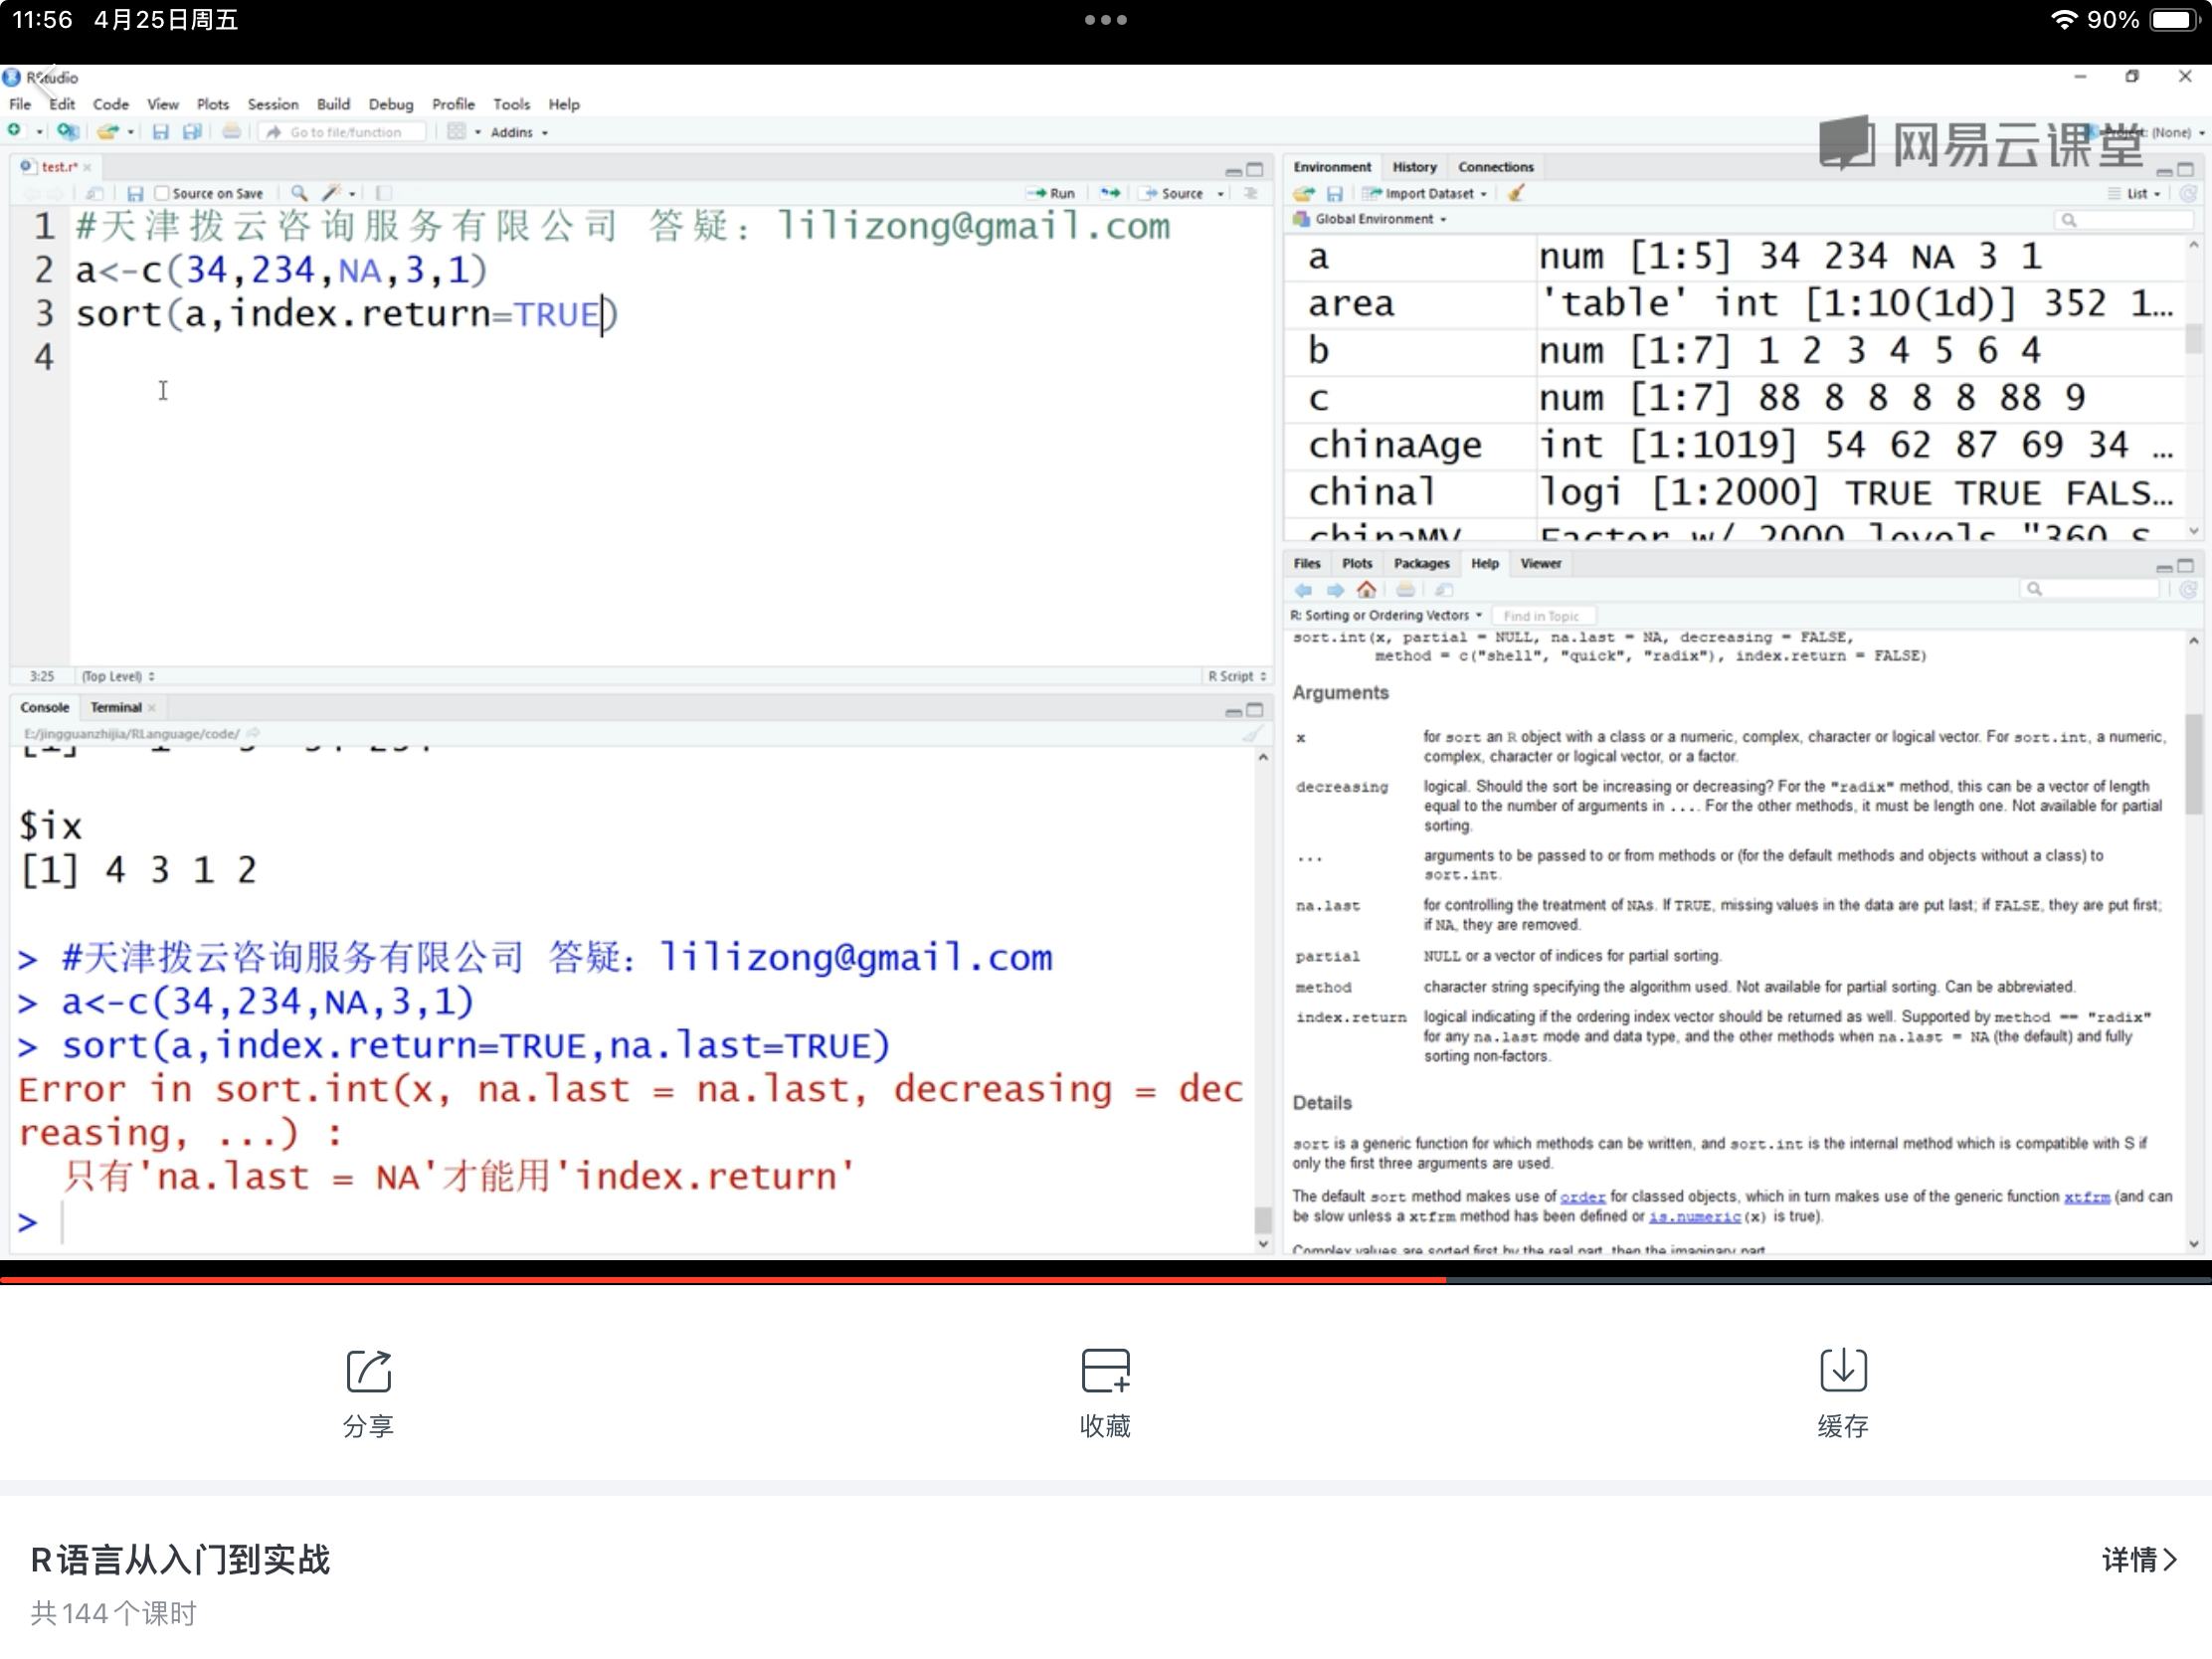 11:56 4月25日周五
90%
RStudio
File Edit Code View Plots Session Build Debug Profile Tools Help
Go to file/function Addins
Project: (None)
网易云课堂
test.r*
Source on Save Run Source
1 #天津拨云咨询服务有限公司 答疑：lilizong@gmail.com
2 a<-c(34,234,NA,3,1)
3 sort(a,index.return=TRUE)
4
3:25 (Top Level) R Script
Console Terminal
E:/jingguanzhijia/RLanguage/code/
$ix
[1] 4 3 1 2
> #天津拨云咨询服务有限公司 答疑：lilizong@gmail.com
> a<-c(34,234,NA,3,1)
> sort(a,index.return=TRUE,na.last=TRUE)
Error in sort.int(x, na.last = na.last, decreasing = dec
reasing, ...) :
只有'na.last = NA'才能用'index.return'
>
Environment History Connections
Import Dataset List
Global Environment
a num [1:5] 34 234 NA 3 1
area 'table' int [1:10(1d)] 352 1…
b num [1:7] 1 2 3 4 5 6 4
c num [1:7] 88 8 8 8 8 88 9
chinaAge int [1:1019] 54 62 87 69 34 …
chinal logi [1:2000] TRUE TRUE FALS…
chinaMV Factor w/ 2000 levels "360 S
Files Plots Packages Help Viewer
R: Sorting or Ordering Vectors Find in Topic
sort.int(x, partial = NULL, na.last = NA, decreasing = FALSE,
method = c("shell", "quick", "radix"), index.return = FALSE)
Arguments
x for sort an R object with a class or a numeric, complex, character or logical vector. For sort.int, a numeric,
complex, character or logical vector, or a factor.
decreasing logical. Should the sort be increasing or decreasing? For the "radix" method, this can be a vector of length
equal to the number of arguments in .... For the other methods, it must be length one. Not available for partial
sorting.
... arguments to be passed to or from methods or (for the default methods and objects without a class) to
sort.int.
na.last for controlling the treatment of NAs. If TRUE, missing values in the data are put last; if FALSE, they are put first;
if NA, they are removed.
partial NULL or a vector of indices for partial sorting.
method character string specifying the algorithm used. Not available for partial sorting. Can be abbreviated.
index.return logical indicating if the ordering index vector should be returned as well. Supported by method == "radix"
for any na.last mode and data type, and the other methods when na.last = NA (the default) and fully
sorting non-factors.
Details
sort is a generic function for which methods can be written, and sort.int is the internal method which is compatible with S if
only the first three arguments are used.
The default sort method makes use of order for classed objects, which in turn makes use of the generic function xtfrm (and can
be slow unless a xtfrm method has been defined or is.numeric(x) is true).
Complex values are sorted first by the real part, then the imaginary part.
分享
收藏
缓存
R语言从入门到实战
详情
共144个课时